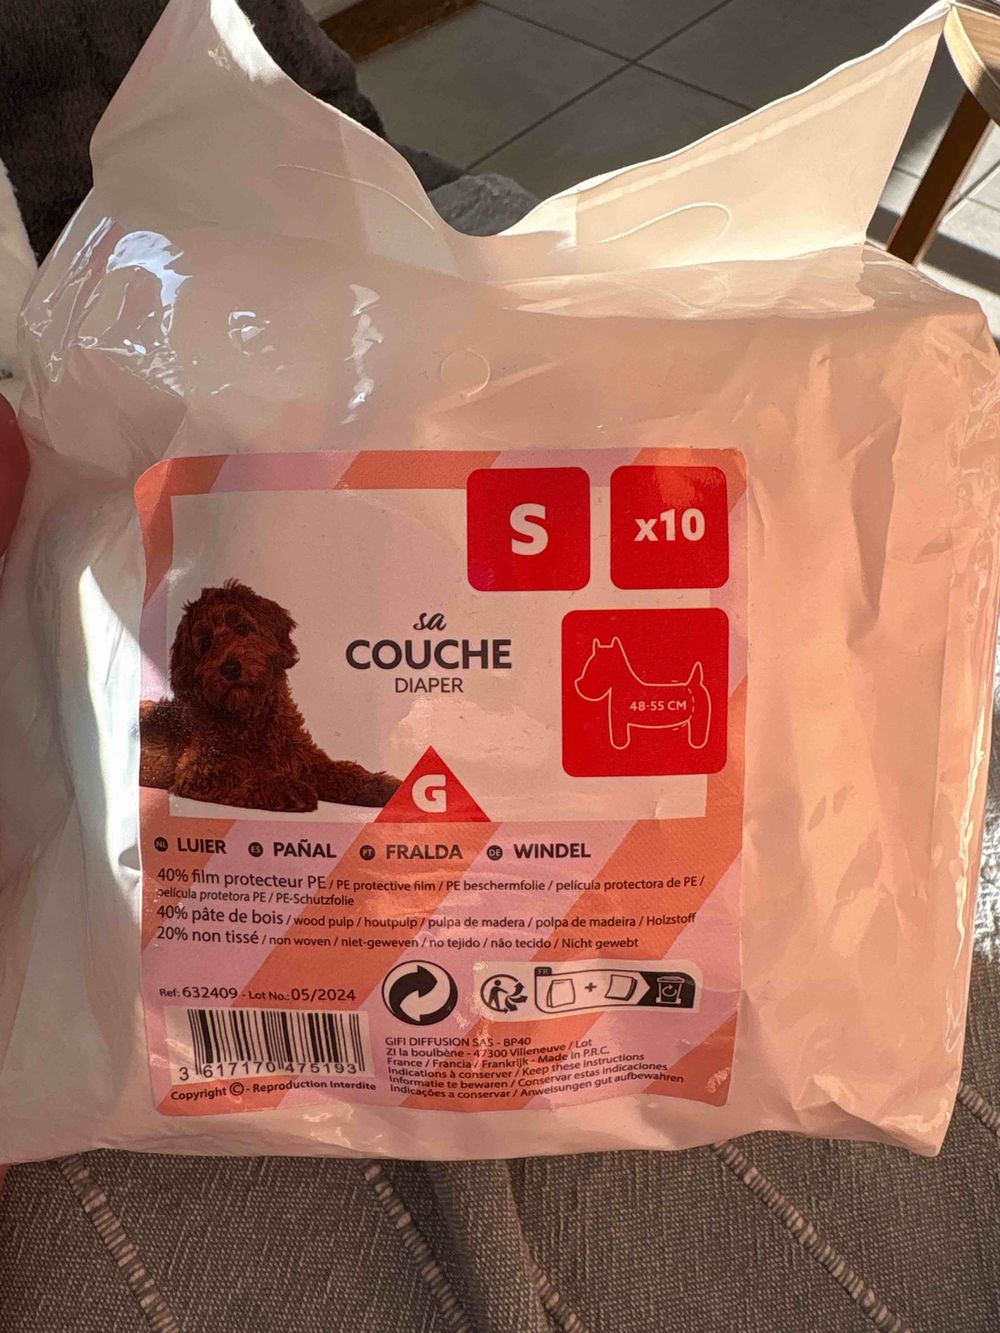 S
x10
sa
COUCHE
DIAPER
48-55 CM
G
NL LUIER ES PAÑAL PT FRALDA DE WINDEL
40% film protecteur PE / PE protective film / PE beschermfolie / película protectora de PE /
película protetora PE / PE-Schutzfolie
40% pâte de bois / wood pulp / houtpulp / pulpa de madera / polpa de madeira / Holzstoff
20% non tissé / non woven / niet-geweven / no tejido / não tecido / Nicht gewebt
Ref: 632409 - Lot No.: 05/2024
FR
3 617170 475193
Copyright © - Reproduction Interdite
GIFI DIFFUSION SAS - BP40
ZI la boulbène - 47300 Villeneuve / Lot
France / Francia / Frankrijk - Made in P.R.C.
Indications à conserver / Keep these instructions
Informatie te bewaren / Conservar estas indicaciones
Indicações a conservar / Anweisungen gut aufbewahren